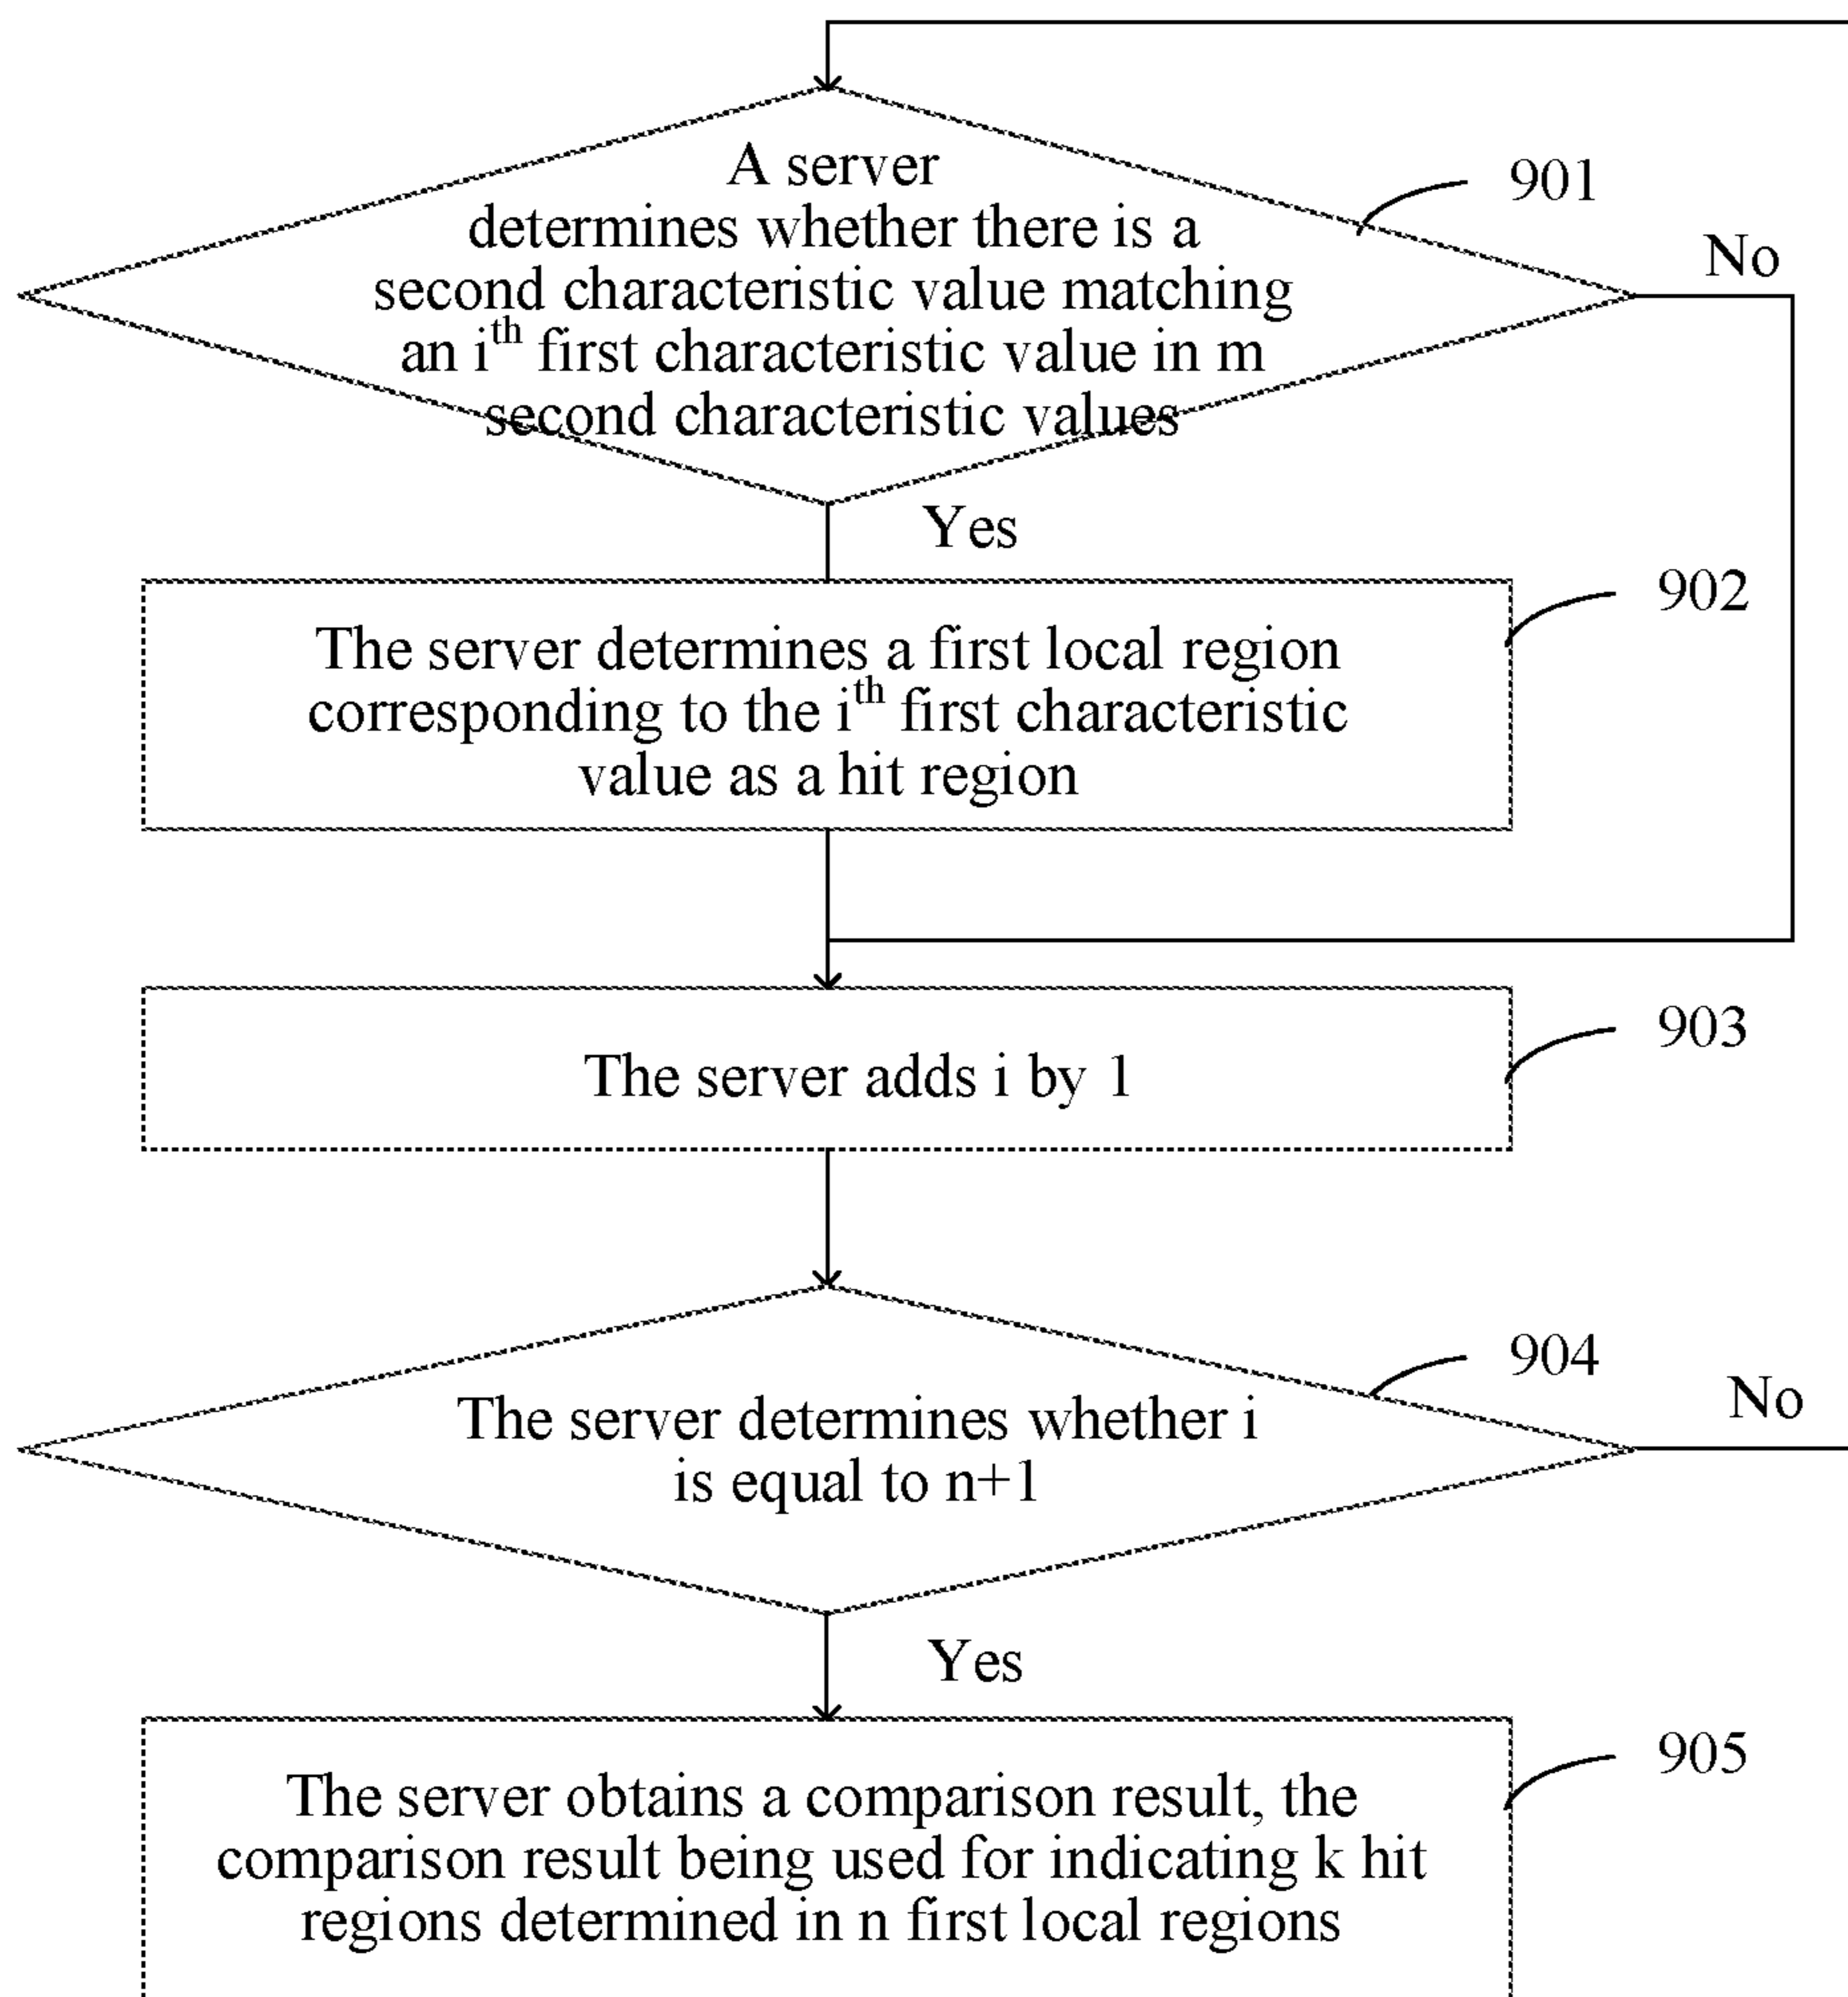 A server
determines whether there is a
second characteristic value matching
an i^th first characteristic value in m
second characteristic values
901
No
Yes
902
The server determines a first local region
corresponding to the i^th first characteristic
value as a hit region
903
The server adds i by 1
904
No
The server determines whether i
is equal to n+1
Yes
905
The server obtains a comparison result, the
comparison result being used for indicating k hit
regions determined in n first local regions